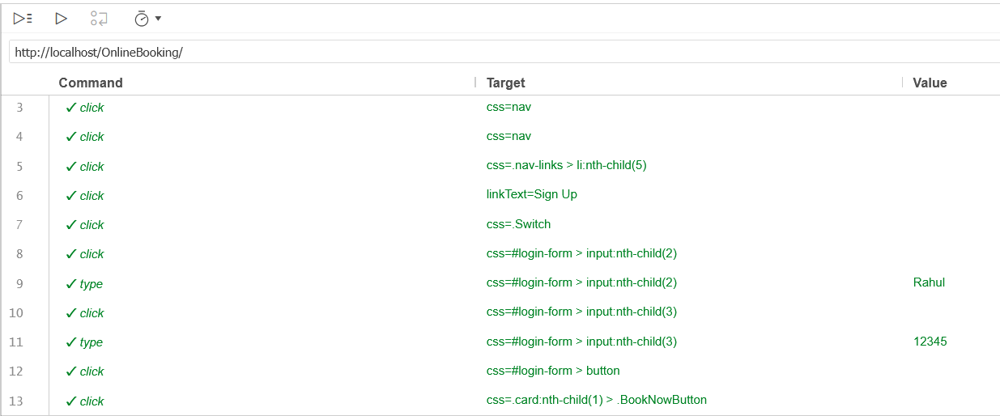 http://localhost/OnlineBooking/
Command Target Value
3 ✓ click css=nav
4 ✓ click css=nav
5 ✓ click css=.nav-links > li:nth-child(5)
6 ✓ click linkText=Sign Up
7 ✓ click css=.Switch
8 ✓ click css=#login-form > input:nth-child(2)
9 ✓ type css=#login-form > input:nth-child(2) Rahul
10 ✓ click css=#login-form > input:nth-child(3)
11 ✓ type css=#login-form > input:nth-child(3) 12345
12 ✓ click css=#login-form > button
13 ✓ click css=.card:nth-child(1) > .BookNowButton